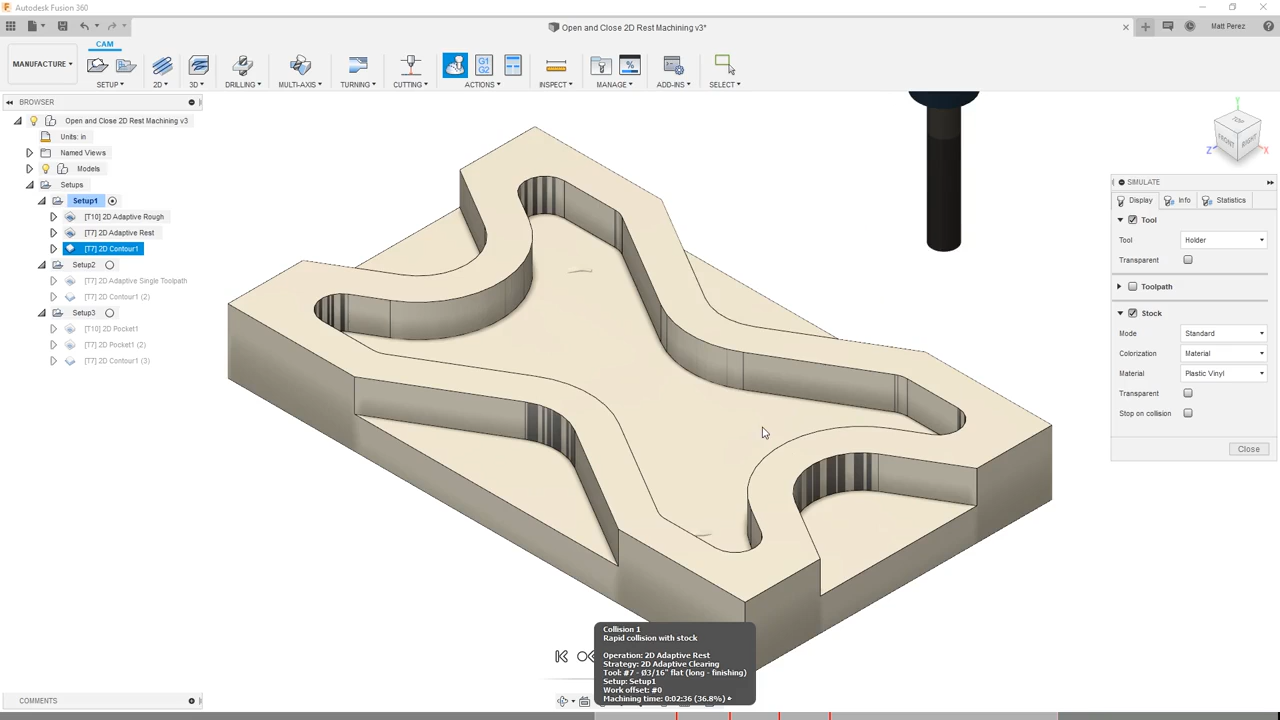 Autodesk Fusion 360
Open and Close 2D Rest Machining v3*
Matt Perez
CAM
MANUFACTURE
G1
G2
SETUP
2D
3D
DRILLING
MULTI-AXIS
TURNING
CUTTING
ACTIONS
INSPECT
MANAGE
ADD-INS
SELECT
BROWSER
Open and Close 2D Rest Machining v3
Units: in
Named Views
Models
Setups
Setup1
[T10] 2D Adaptive Rough
[T7] 2D Adaptive Rest
[T7] 2D Contour1
Setup2
[T7] 2D Adaptive Single Toolpath
[T7] 2D Contour1 (2)
Setup3
[T10] 2D Pocket1
[T7] 2D Pocket1 (2)
[T7] 2D Contour1 (3)
Y
TOP
FRONT
RIGHT
Z
X
SIMULATE
Display
Info
Statistics
Tool
Tool
Holder
Transparent
Toolpath
Stock
Mode
Standard
Colorization
Material
Material
Plastic Vinyl
Transparent
Stop on collision
Close
Collision 1
Rapid collision with stock
Operation: 2D Adaptive Rest
Strategy: 2D Adaptive Clearing
Tool: #7 - Ø3/16" flat (long - finishing)
Setup: Setup1
Work offset: #0
Machining time: 0:02:36 (36.8%)
COMMENTS